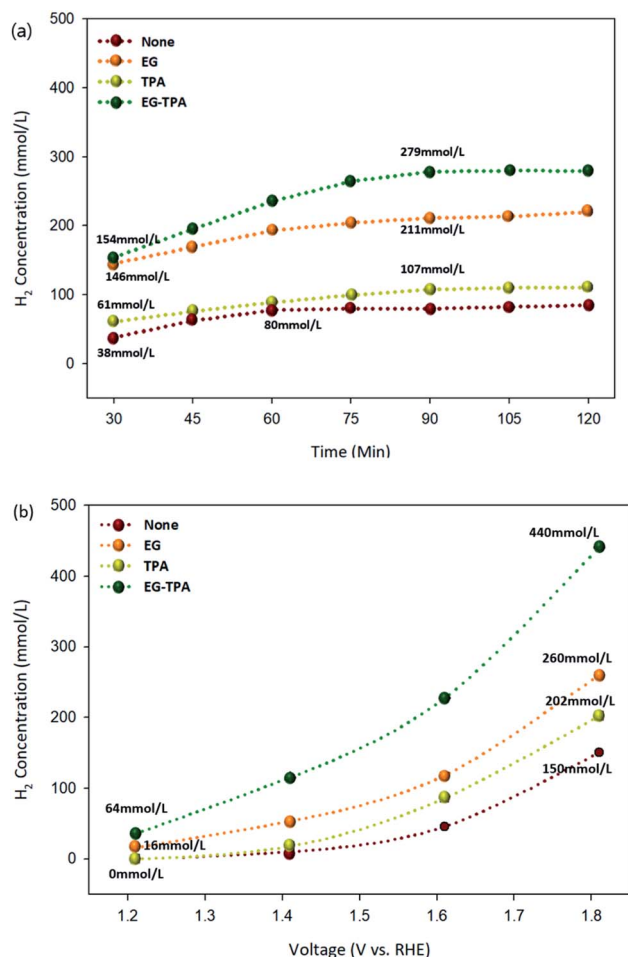 (a)
500
400
300
200
100
0
H₂ Concentration (mmol/L)
None
EG
TPA
EG-TPA
279mmol/L
154mmol/L
146mmol/L
211mmol/L
107mmol/L
61mmol/L
80mmol/L
38mmol/L
30 45 60 75 90 105 120
Time (Min)
(b)
500
400
300
200
100
0
H₂ Concentration (mmol/L)
None
EG
TPA
EG-TPA
440mmol/L
260mmol/L
202mmol/L
150mmol/L
64mmol/L
16mmol/L
0mmol/L
1.2 1.3 1.4 1.5 1.6 1.7 1.8
Voltage (V vs. RHE)